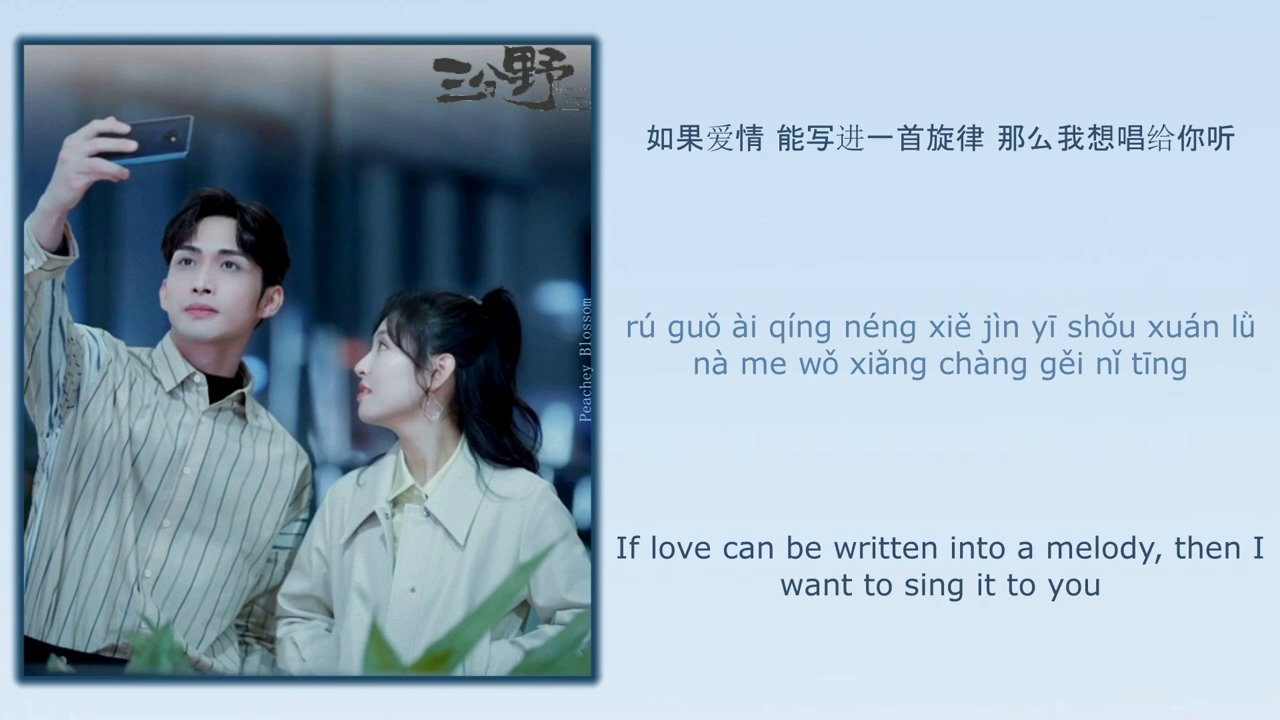 三分野
Peachey Blossom
如果爱情 能写进一首旋律 那么我想唱给你听
rú guǒ ài qíng néng xiě jìn yī shǒu xuán lǜ
nà me wǒ xiǎng chàng gěi nǐ tīng
If love can be written into a melody, then I
want to sing it to you